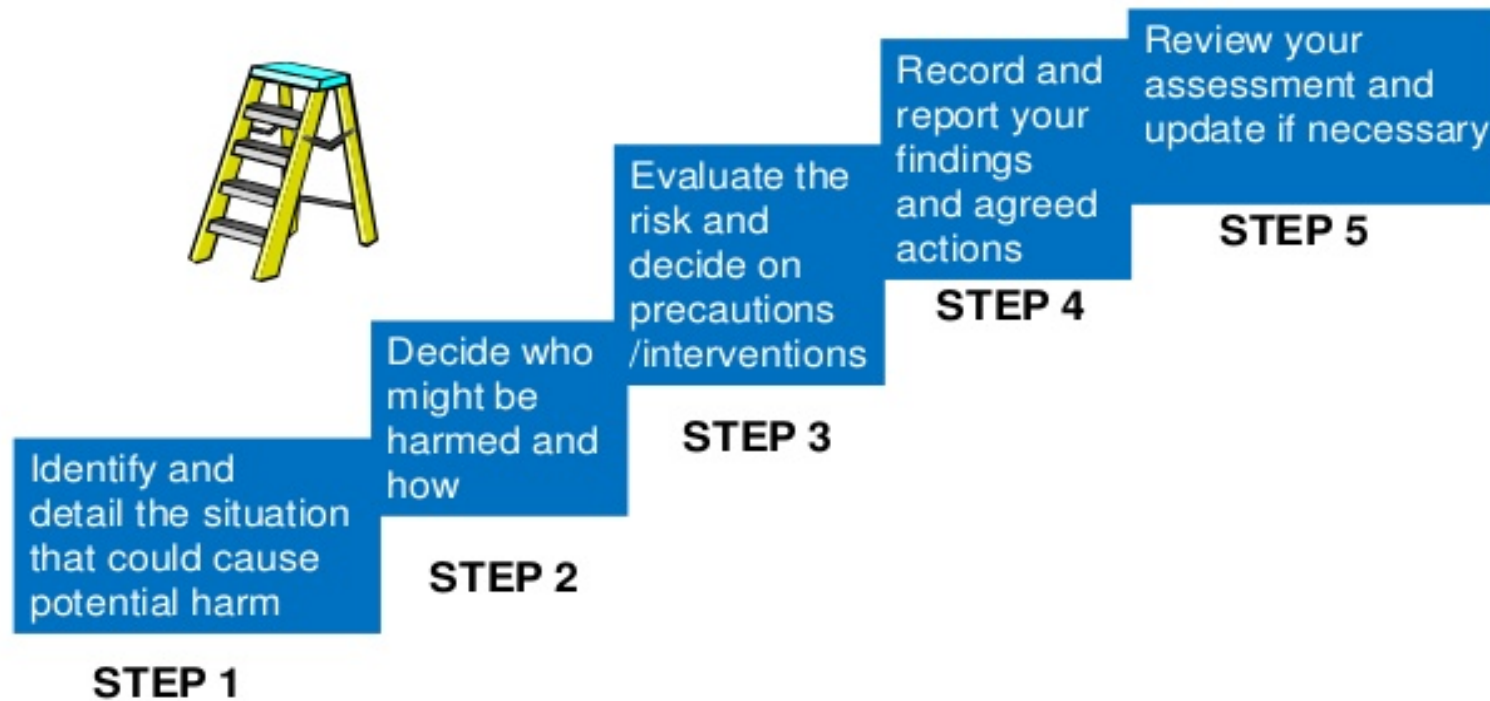 Identify and
detail the situation
that could cause
potential harm
STEP 1
Decide who
might be
harmed and
how
STEP 2
Evaluate the
risk and
decide on
precautions
/interventions
STEP 3
Record and
report your
findings
and agreed
actions
STEP 4
Review your
assessment and
update if necessary
STEP 5